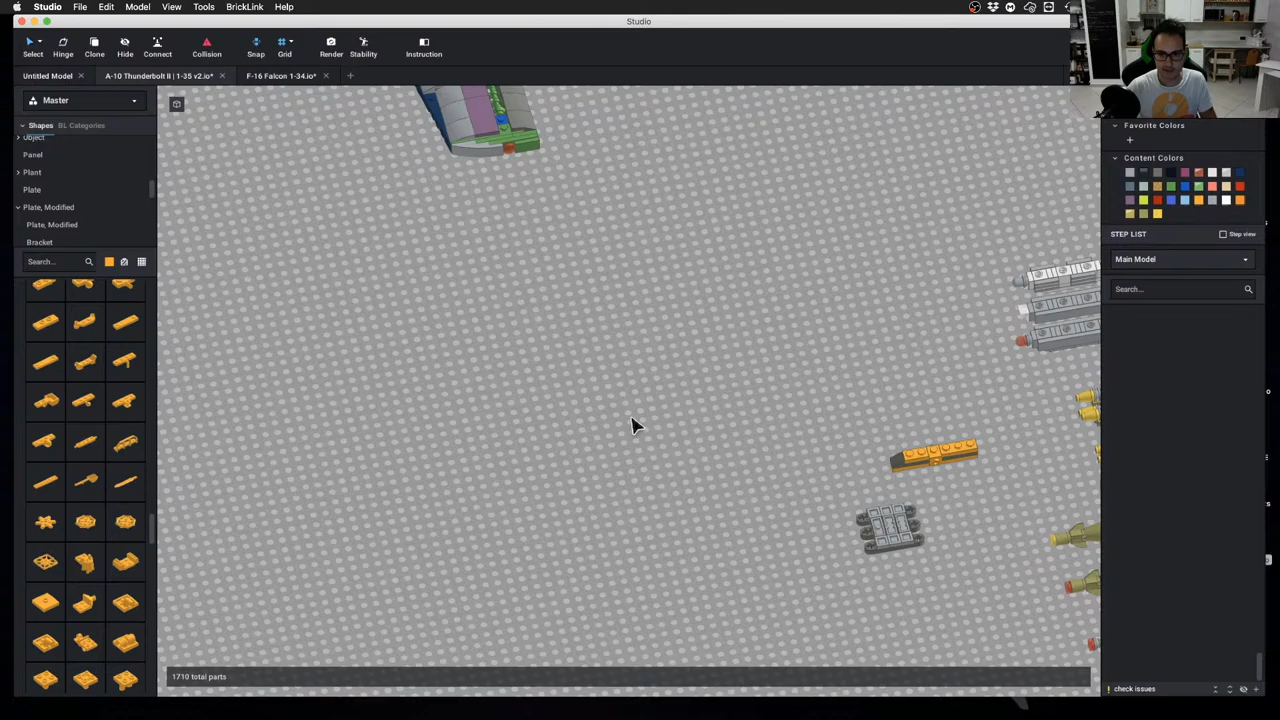 Studio File Edit Model View Tools BrickLink Help
Studio
Select Hinge Clone Hide Connect Collision Snap Grid Render Stability Instruction
Untitled Model A-10 Thunderbolt II | 1-35 v2.io* F-16 Falcon 1-34.io*
Master
Shapes BL Categories
Object
Panel
Plant
Plate
Plate, Modified
Plate, Modified
Bracket
Search...
Favorite Colors
Content Colors
STEP LIST Step view
Main Model
Search...
1710 total parts
check issues